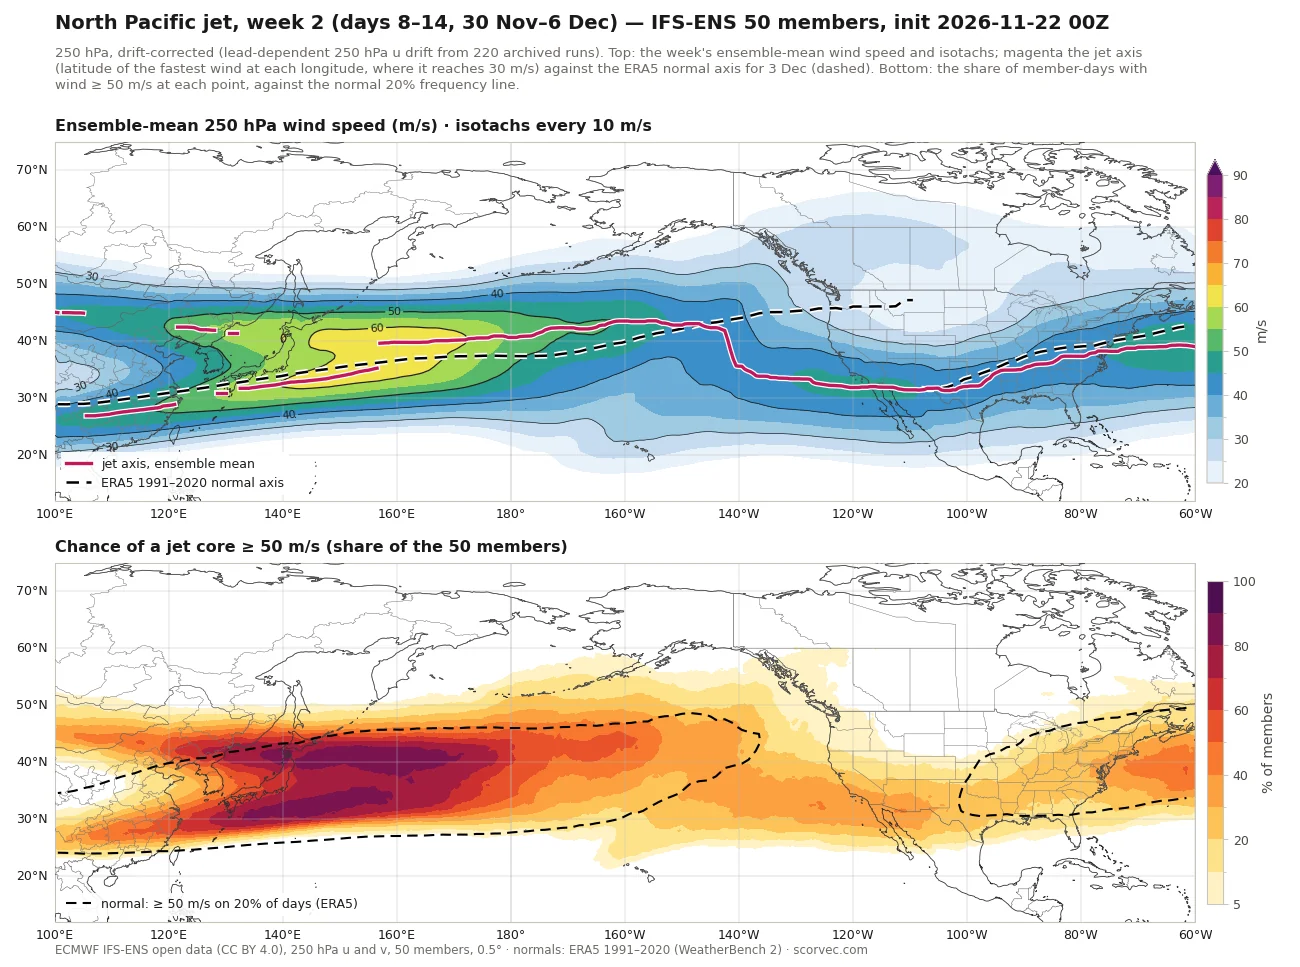 North Pacific jet, week 2 (days 8–14, 30 Nov–6 Dec) — IFS-ENS 50 members, init 2026-11-22 00Z
250 hPa, drift-corrected (lead-dependent 250 hPa u drift from 220 archived runs). Top: the week's ensemble-mean wind speed and isotachs; magenta the jet axis
(latitude of the fastest wind at each longitude, where it reaches 30 m/s) against the ERA5 normal axis for 3 Dec (dashed). Bottom: the share of member-days with
wind ≥ 50 m/s at each point, against the normal 20% frequency line.
Ensemble-mean 250 hPa wind speed (m/s) · isotachs every 10 m/s
70°N
60°N
50°N
40°N
30°N
20°N
30
40
50
60
30
40
40
30
jet axis, ensemble mean
ERA5 1991–2020 normal axis
100°E 120°E 140°E 160°E 180° 160°W 140°W 120°W 100°W 80°W 60°W
90
80
70
60
50
40
30
20
m/s
Chance of a jet core ≥ 50 m/s (share of the 50 members)
70°N
60°N
50°N
40°N
30°N
20°N
normal: ≥ 50 m/s on 20% of days (ERA5)
100°E 120°E 140°E 160°E 180° 160°W 140°W 120°W 100°W 80°W 60°W
100
80
60
40
20
5
% of members
ECMWF IFS-ENS open data (CC BY 4.0), 250 hPa u and v, 50 members, 0.5° · normals: ERA5 1991–2020 (WeatherBench 2) · scorvec.com